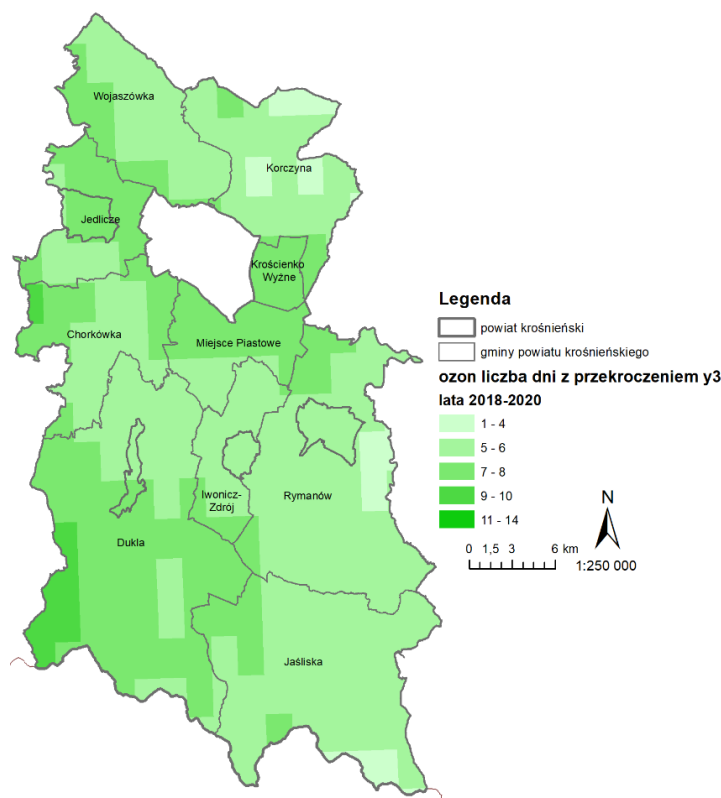 Wojaszówka
Korczyna
Jedlicze
Krościenko
Wyżne
Chorkówka
Miejsce Piastowe
Iwonicz-
Zdrój
Rymanów
Dukla
Jaśliska
Legenda
powiat krośnieński
gminy powiatu krośnieńskiego
ozon liczba dni z przekroczeniem y3
lata 2018-2020
1 - 4
5 - 6
7 - 8
9 - 10
11 - 14
N
0 1,5 3 6 km
1:250 000